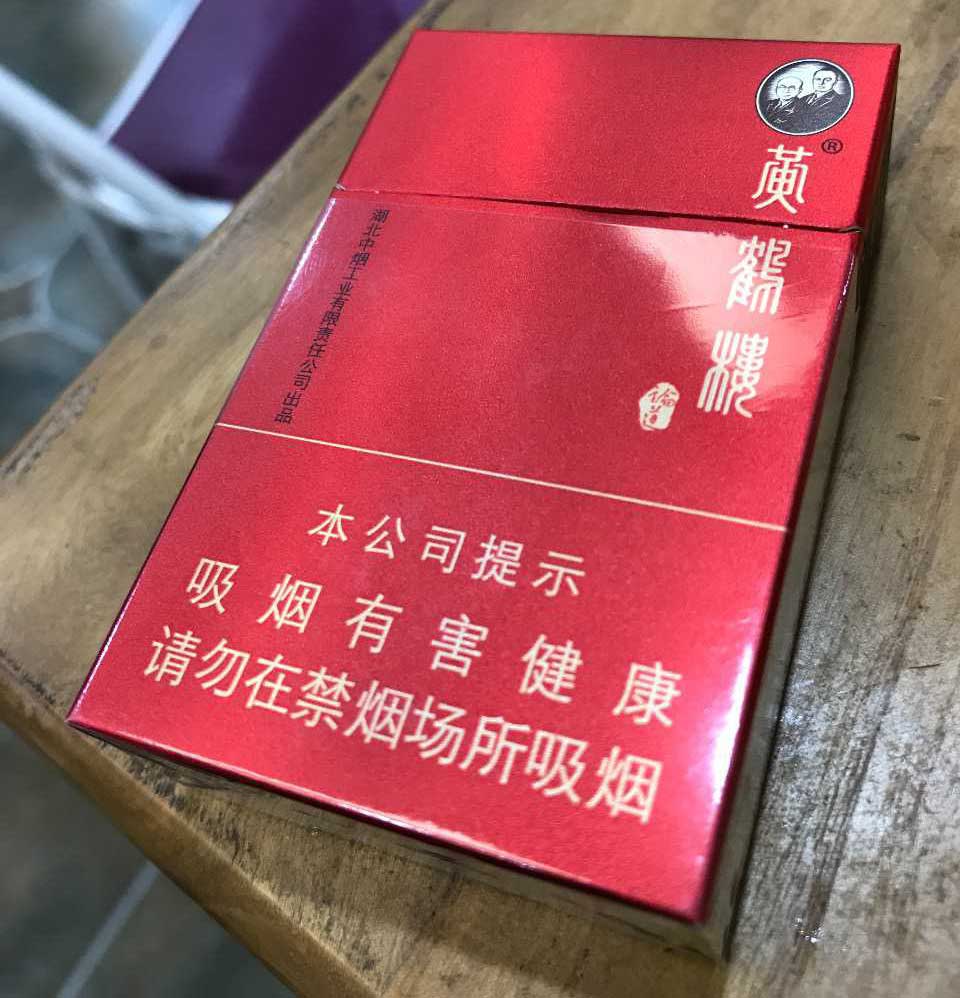 黄鹤楼
®
湖北中烟工业有限责任公司出品
本公司提示
吸烟有害健康
请勿在禁烟场所吸烟